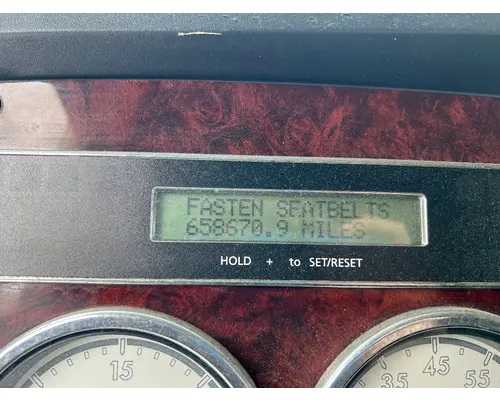 FASTEN SEATBELTS
658670.9 MILES
HOLD + to SET/RESET
15
35 45 55